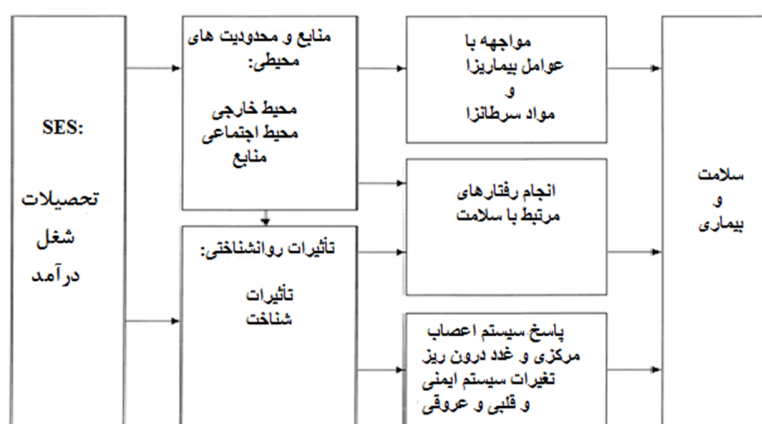 SES:
تحصیلات
شغل
درآمد
منابع و محدودیت های
محیطی:
محیط خارجی
محیط اجتماعی
منابع
تأثیرات روانشناختی:
تأثیرات
شناخت
مواجهه با
عوامل بیماریزا
و
مواد سرطانزا
انجام رفتارهای
مرتبط با سلامت
پاسخ سیستم اعصاب
مرکزی و غدد درون ریز
تغیرات سیستم ایمنی
و قلبی و عروقی
سلامت
و
بیماری